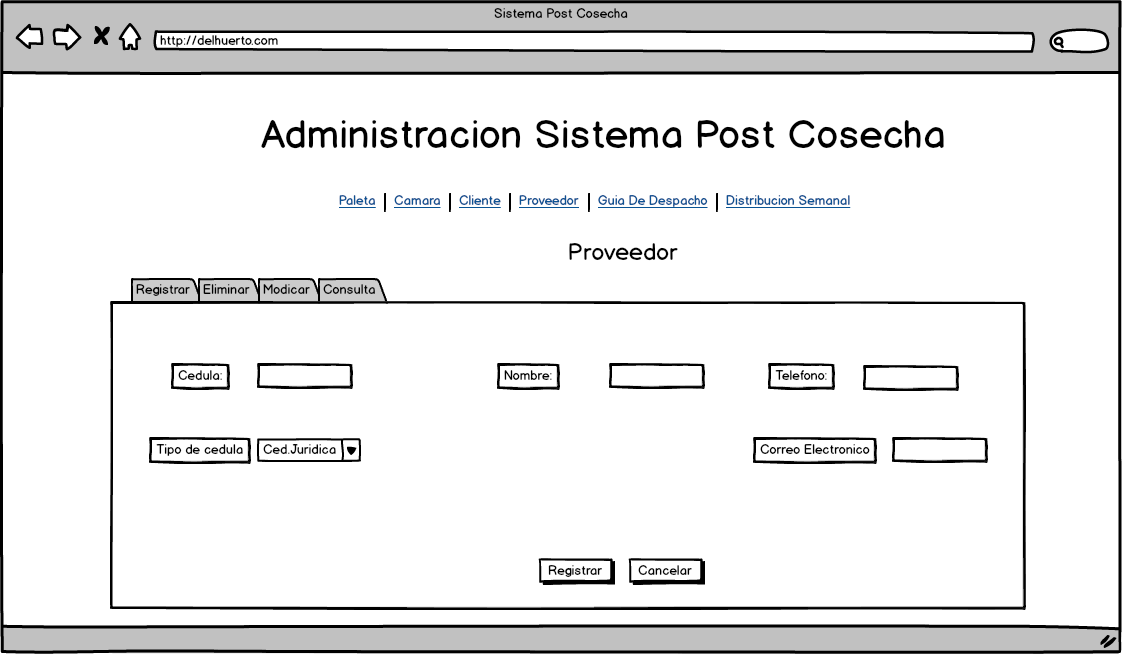 Sistema Post Cosecha
http://delhuerto.com
Administracion Sistema Post Cosecha
Paleta | Camara | Cliente | Proveedor | Guia De Despacho | Distribucion Semanal
Proveedor
Registrar Eliminar Modicar Consulta
Cedula: Nombre: Telefono:
Tipo de cedula Ced.Juridica Correo Electronico
Registrar Cancelar